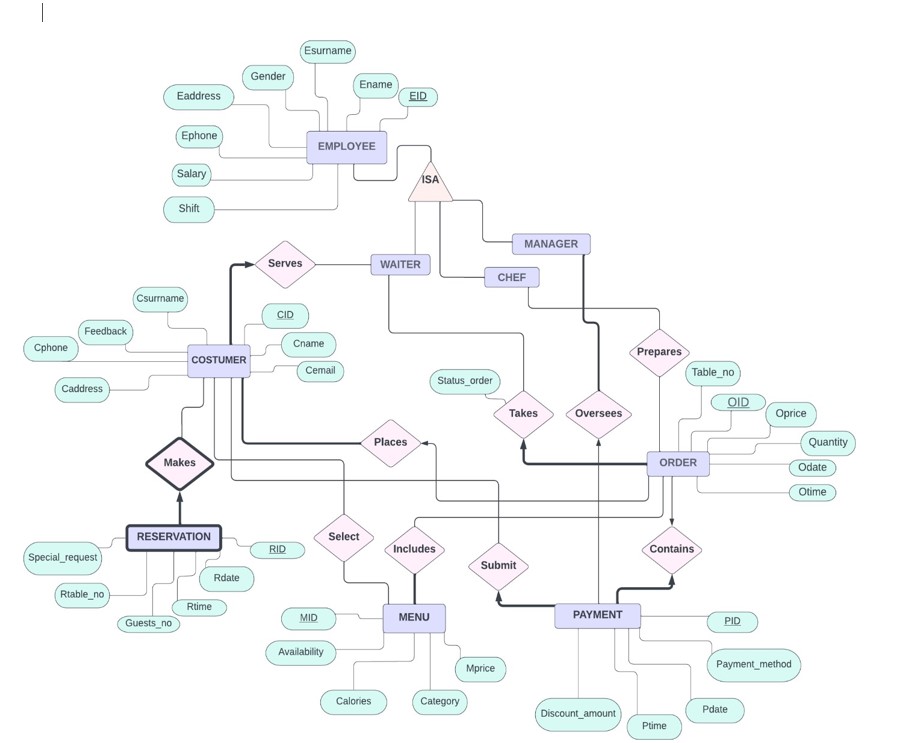 Esurname
Gender
Ename
EID
Eaddress
Ephone
EMPLOYEE
Salary
ISA
Shift
MANAGER
Serves
WAITER
CHEF
Csurrname
CID
Feedback
Cname
Cphone
COSTUMER
Cemail
Caddress
Prepares
Status_order
Table_no
OID
Takes
Oversees
Oprice
Places
Quantity
Makes
ORDER
Odate
Otime
RESERVATION
Select
Includes
Contains
RID
Special_request
Submit
Rdate
Rtable_no
Rtime
Guests_no
MID
MENU
PAYMENT
PID
Availability
Mprice
Payment_method
Calories
Category
Discount_amount
Pdate
Ptime